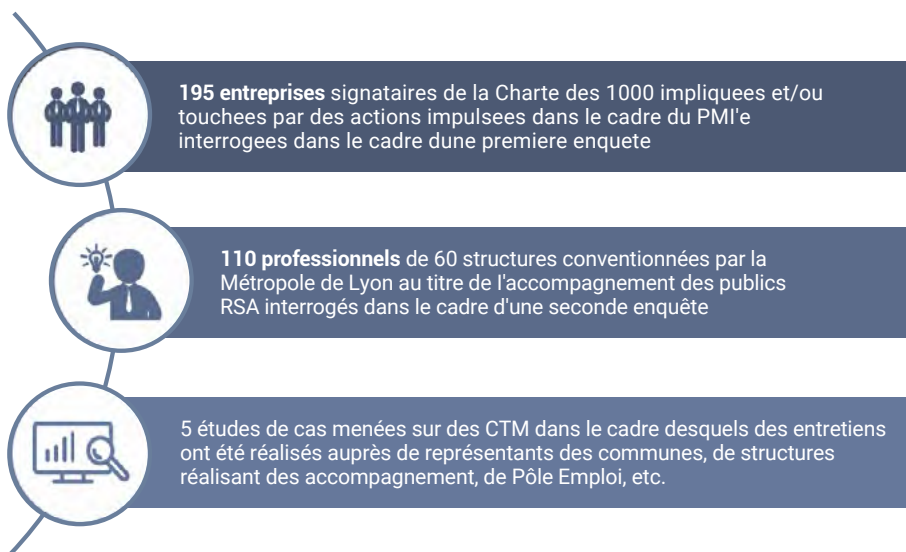 195 entreprises signataires de la Charte des 1000 impliquees et/ou
touchees par des actions impulsees dans le cadre du PMI'e
interrogees dans le cadre dune premiere enquete
110 professionnels de 60 structures conventionnées par la
Métropole de Lyon au titre de l'accompagnement des publics
RSA interrogés dans le cadre d'une seconde enquête
5 études de cas menées sur des CTM dans le cadre desquels des entretiens
ont été réalisés auprès de représentants des communes, de structures
réalisant des accompagnement, de Pôle Emploi, etc.